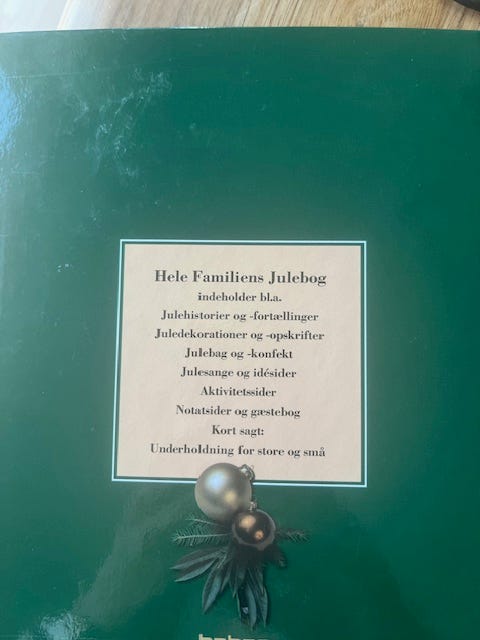 Hele Familiens Julebog
indeholder bl.a.
Julehistorier og -fortællinger
Juledekorationer og -opskrifter
Julebag og -konfekt
Julesange og idésider
Aktivitetssider
Notatsider og gæstebog
Kort sagt:
Underholdning for store og små